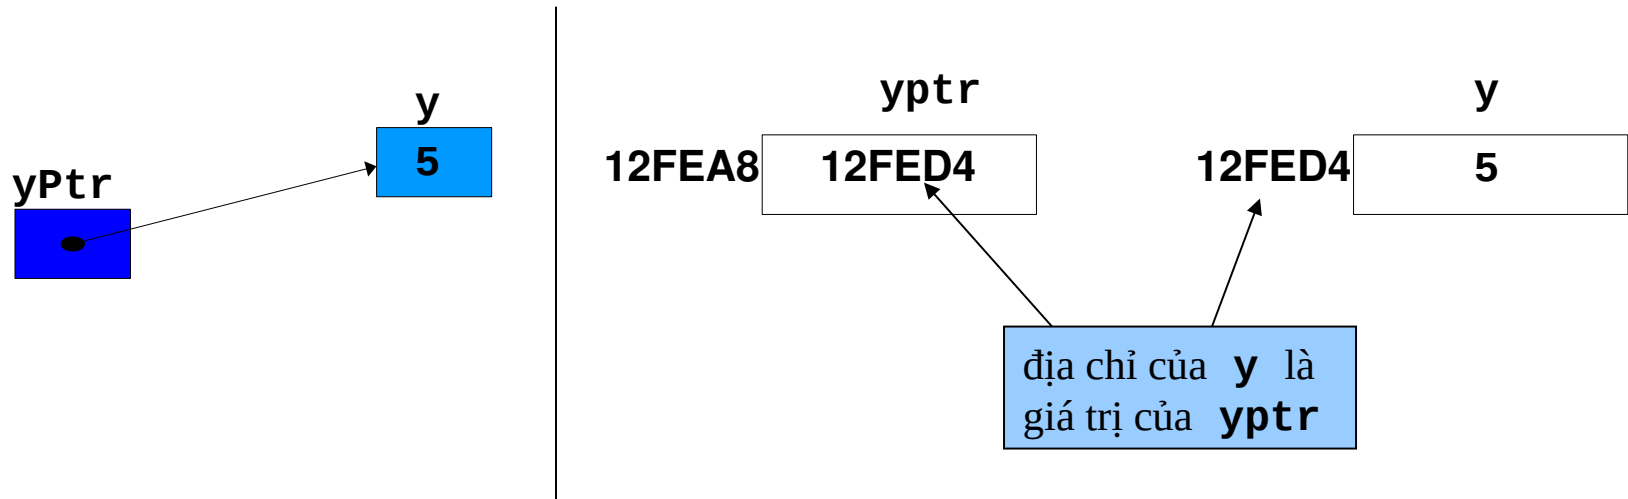 y
5
yPtr
yptr
y
12FEA8 12FED4
12FED4 5
địa chỉ của y là
giá trị của yptr